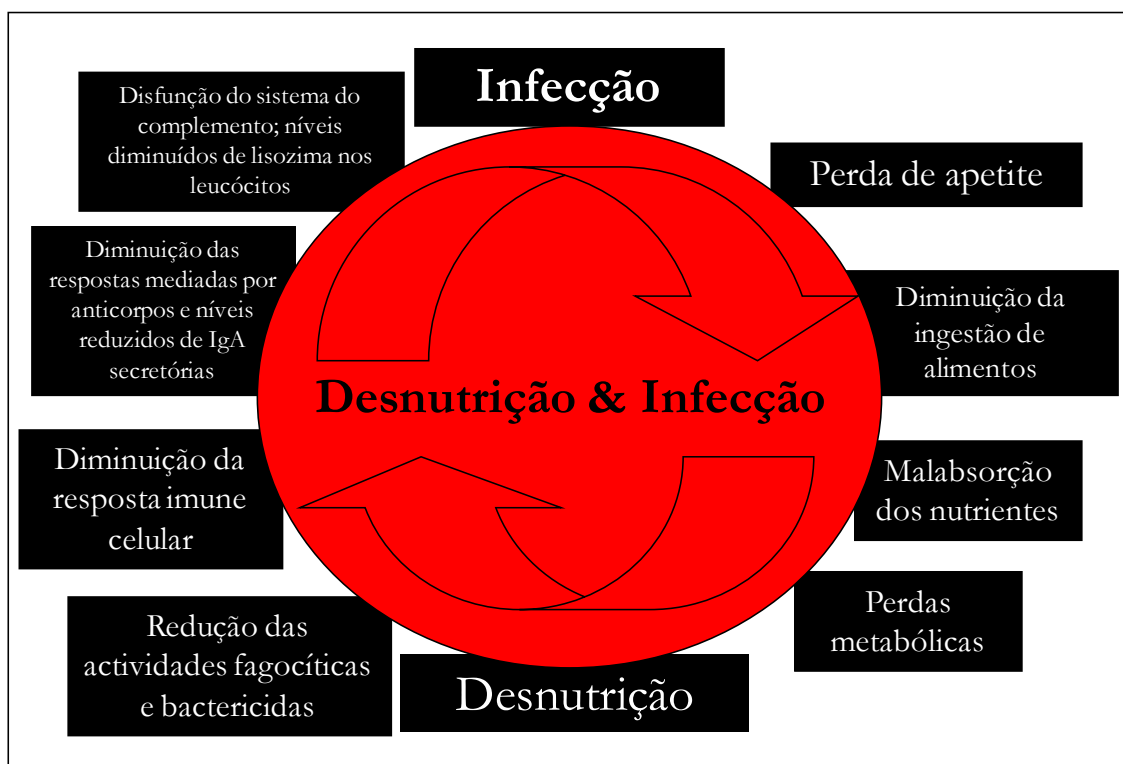 Infecção
Perda de apetite
Diminuição da
ingestão de
alimentos
Malabsorção
dos nutrientes
Perdas
metabólicas
Desnutrição
Redução das
actividades fagocíticas
e bactericidas
Diminuição da
resposta imune
celular
Diminuição das
respostas mediadas por
anticorpos e níveis
reduzidos de IgA
secretórias
Disfunção do sistema do
complemento; níveis
diminuídos de lisozima nos
leucócitos
Desnutrição & Infecção